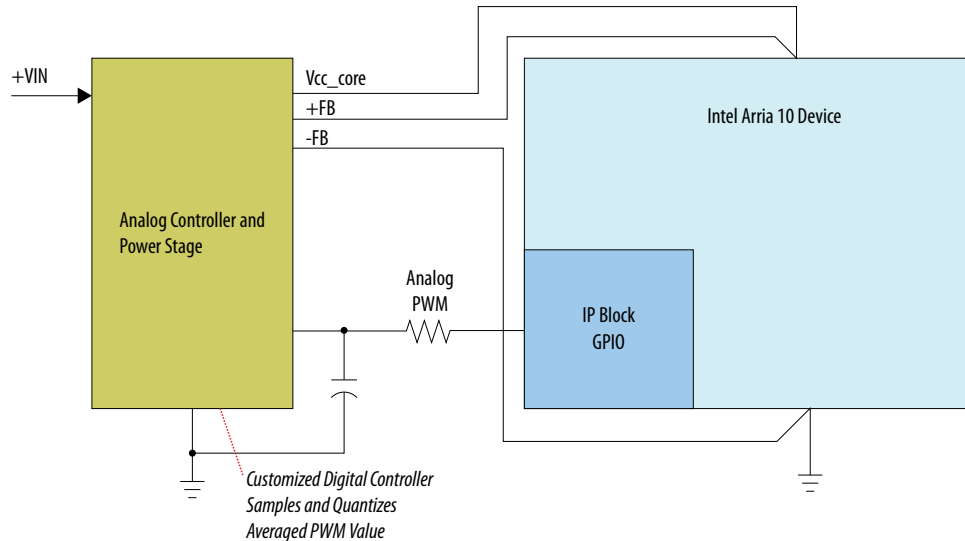 +VIN
Vcc_core
+FB
-FB
Intel Arria 10 Device
Analog Controller and
Power Stage
Analog
PWM
IP Block
GPIO
Customized Digital Controller
Samples and Quantizes
Averaged PWM Value